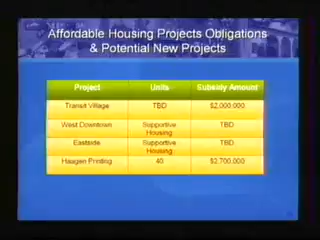 Affordable Housing Projects Obligations
& Potential New Projects
Project Units Subsidy Amount
Transit Village TBD $2,000,000
West Downtown Supportive Housing TBD
Eastside Supportive Housing TBD
Haagen Printing 40 $2,700,000